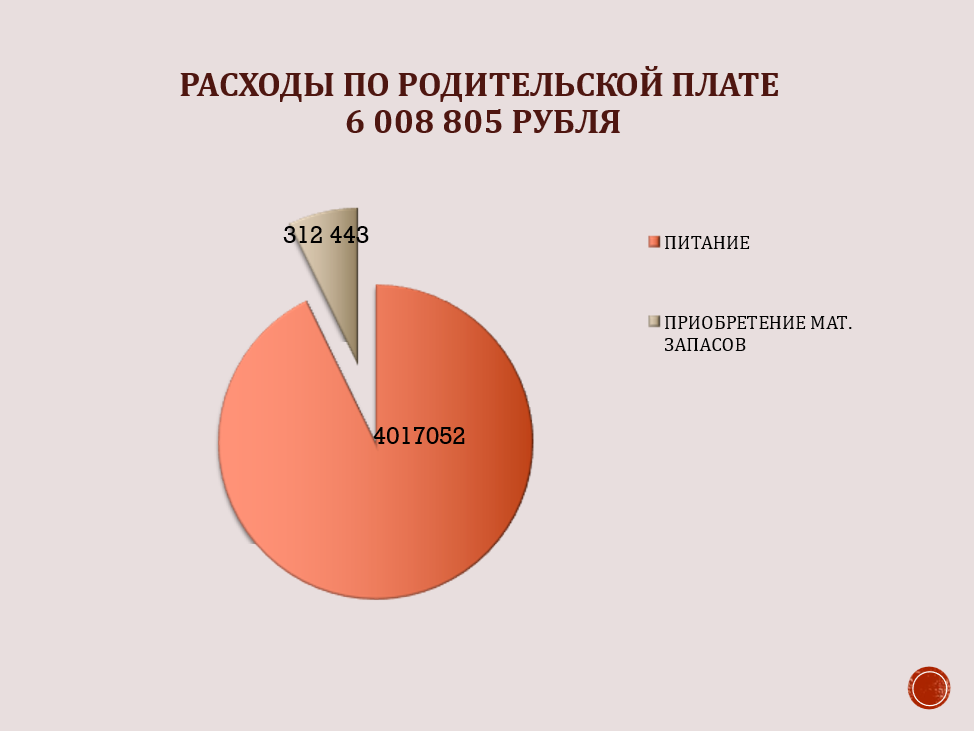 РАСХОДЫ ПО РОДИТЕЛЬСКОЙ ПЛАТЕ
6 008 805 РУБЛЯ
312 443
ПИТАНИЕ
ПРИОБРЕТЕНИЕ МАТ.
ЗАПАСОВ
4017052